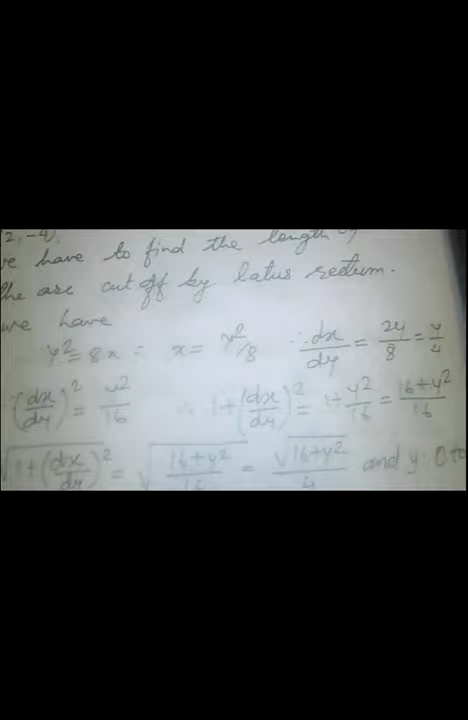 2, -4).
have to find the length
the arc cut off by latus rectum.
we have
y² = 8x = x = y²/8 ∴ dx/dy = 2y/8 = y/4
(dx/dy)² = y²/16 ∴ 1+(dx/dy)² = 1+y²/16 = 16+y²/16
√1+(dx/dy)² = √16+y²/16 = √16+y²/4 and y: 0 to